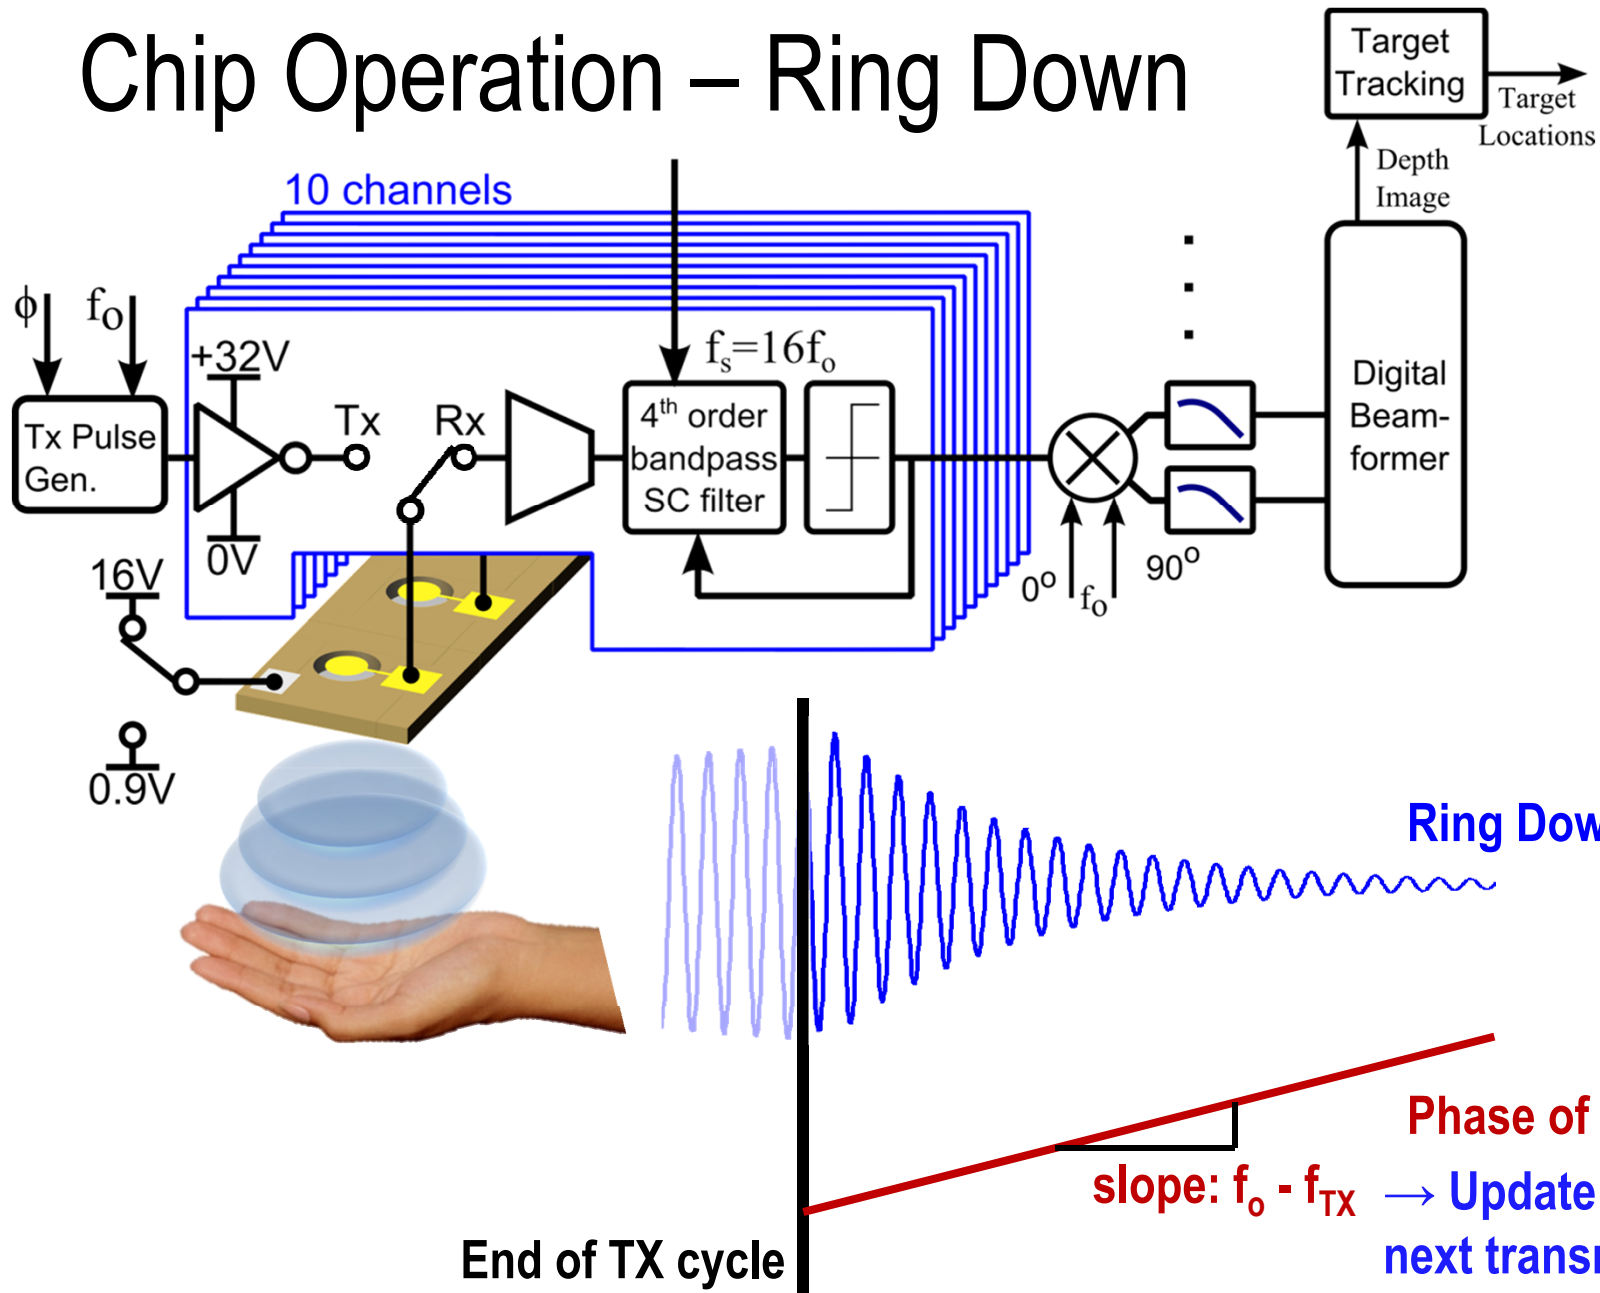 Chip Operation – Ring Down
Target
Tracking
Target
Locations
Depth
Image
10 channels
ϕ
fo
+32V
fs=16fo
Tx Pulse
Gen.
Tx
Rx
4th order
bandpass
SC filter
Digital
Beam-
former
0V
16V
0o
fo
90o
0.9V
Ring
Phase of
slope: fo - fTX → Update
next
End of TX cycle